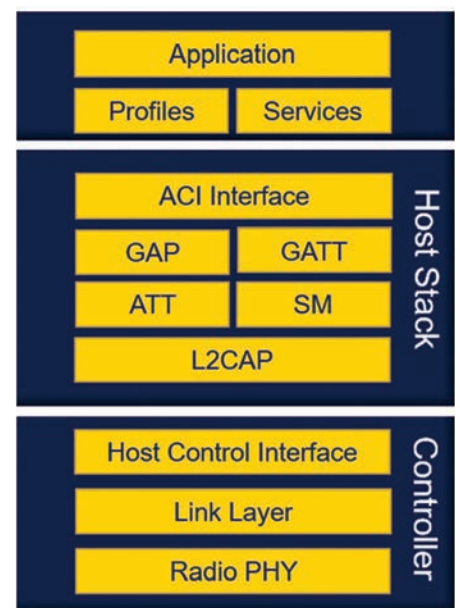 Application
Profiles Services
ACI Interface
GAP GATT
ATT SM
L2CAP
Host Stack
Host Control Interface
Link Layer
Radio PHY
Controller